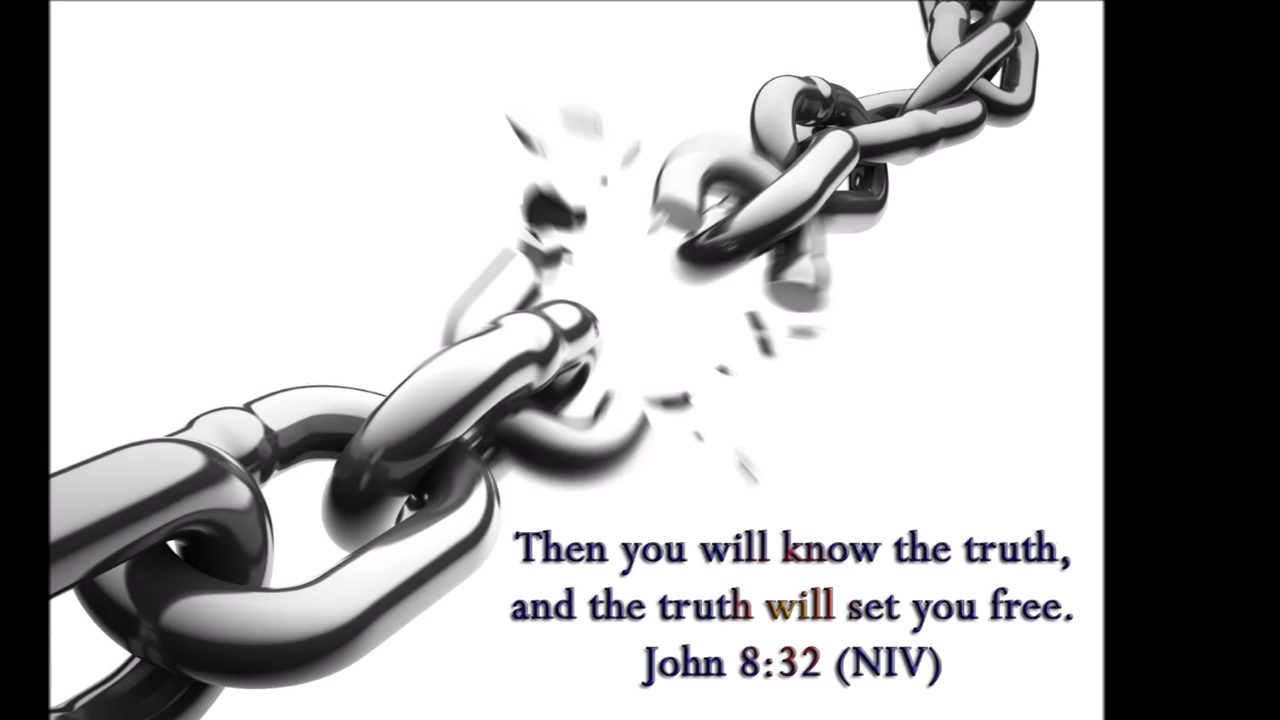 Then you will know the truth,
and the truth will set you free.
John 8:32 (NIV)